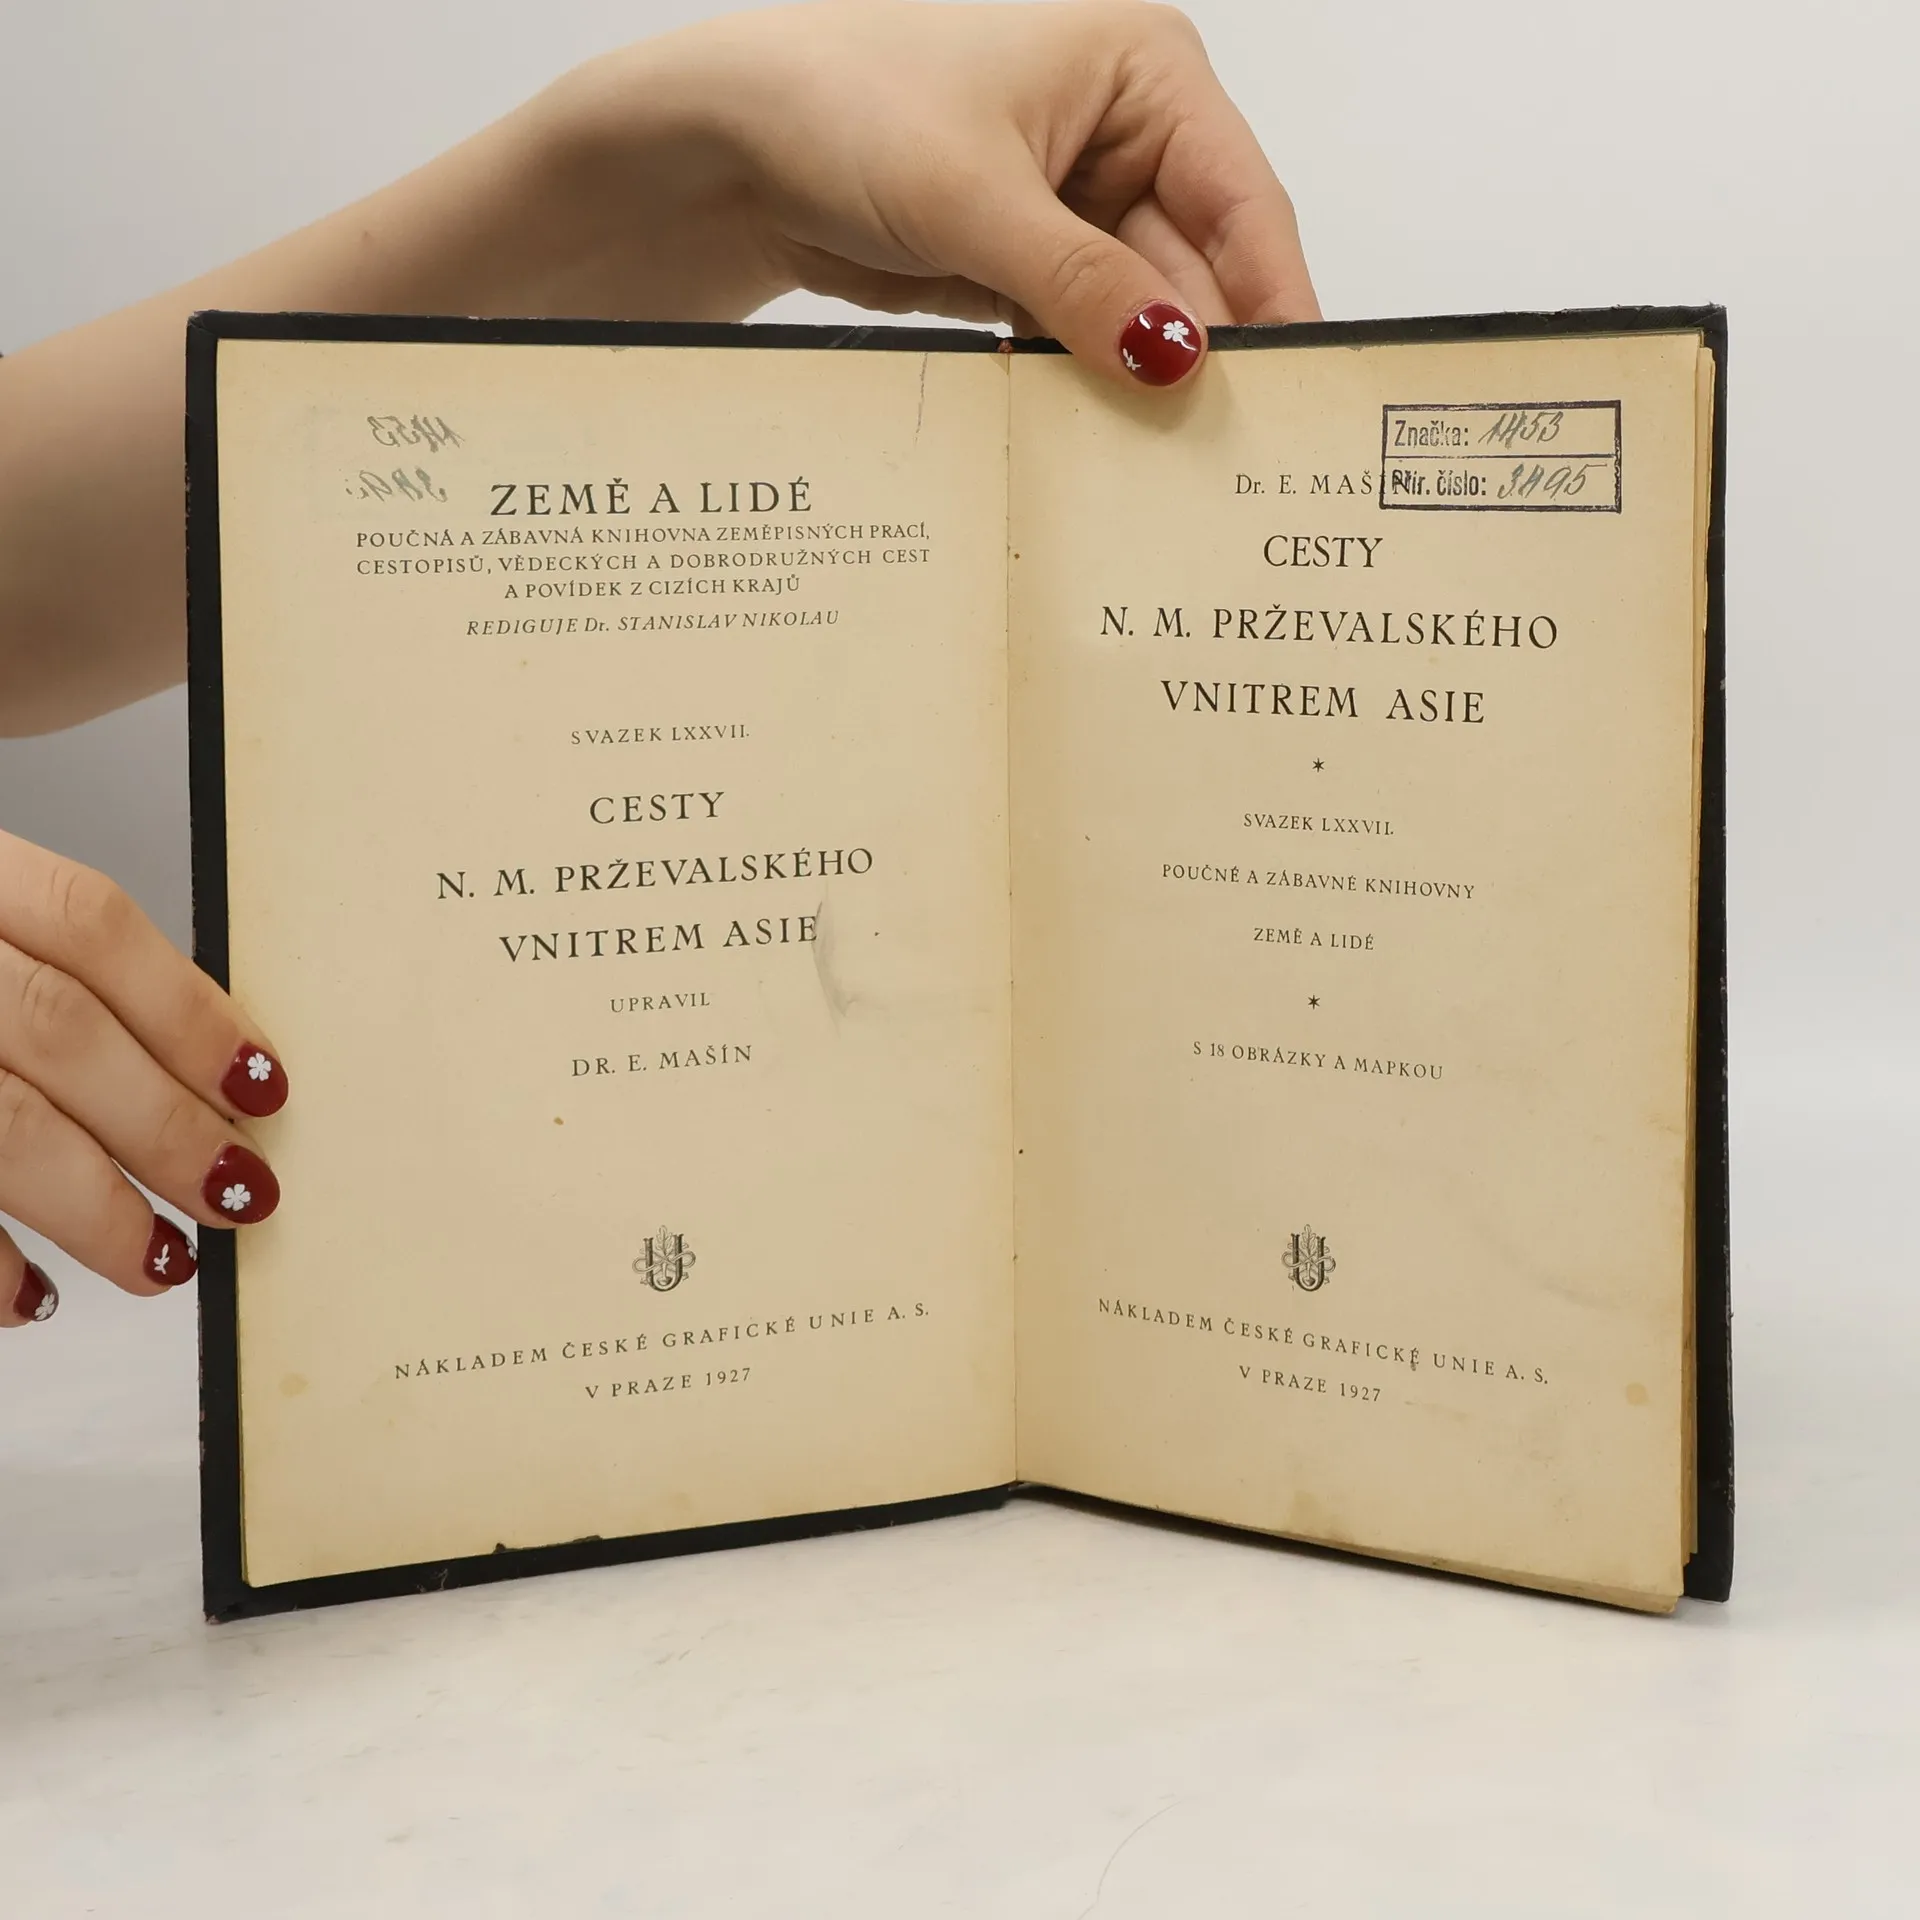 ZEMĚ A LIDÉ
POUČNÁ A ZÁBAVNÁ KNIHOVNA ZEMĚPISNÝCH PRACÍ,
CESTOPISŮ, VĚDECKÝCH A DOBRODRUŽNÝCH CEST
A POVÍDEK Z CIZÍCH KRAJŮ
REDIGUJE Dr. STANISLAV NIKOLAU
SVAZEK LXXVII.
CESTY
N. M. PRŽEVALSKÉHO
VNITREM ASIE
UPRAVIL
DR. E. MAŠÍN
NÁKLADEM ČESKÉ GRAFICKÉ UNIE A. S.
V PRAZE 1927
Značka:
Přír. číslo:
Dr. E. MAŠÍN
CESTY
N. M. PRŽEVALSKÉHO
VNITREM ASIE
SVAZEK LXXVII.
POUČNÉ A ZÁBAVNÉ KNIHOVNY
ZEMĚ A LIDÉ
S 18 OBRÁZKY A MAPKOU
NÁKLADEM ČESKÉ GRAFICKÉ UNIE A. S.
V PRAZE 1927